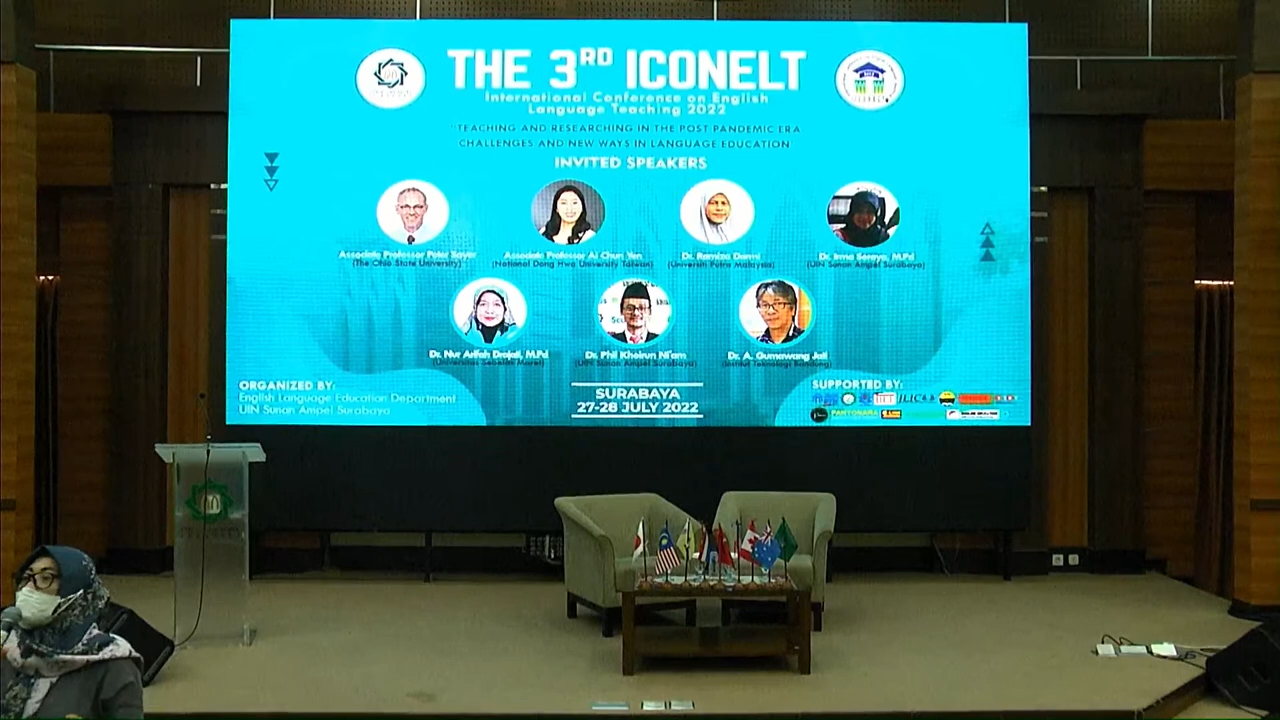 THE 3RD ICONELT
International Conference on English
Language Teaching 2022
"TEACHING AND RESEARCHING IN THE POST PANDEMIC ERA
CHALLENGES AND NEW WAYS IN LANGUAGE EDUCATION
INVITED SPEAKERS
Associate Professor Peter Sayer
(The Ohio State University)
Associate Professor Ai Chun Yen
(National Dong Hwa University Taiwan)
Dr. Ramiza Darmi
(Universiti Putra Malaysia)
Dr. Irma Soraya, M.Pd
(UIN Sunan Ampel Surabaya)
Dr. Nur Arifah Drajati, M.Pd
(Universitas Sebelas Maret)
Dr. Phil Khoirun Ni'am
(UIN Sunan Ampel Surabaya)
Dr. A. Gumawang Jati
(Institut Teknologi Bandung)
ORGANIZED BY:
English Language Education Department
UIN Sunan Ampel Surabaya
SURABAYA
27-28 JULY 2022
SUPPORTED BY: